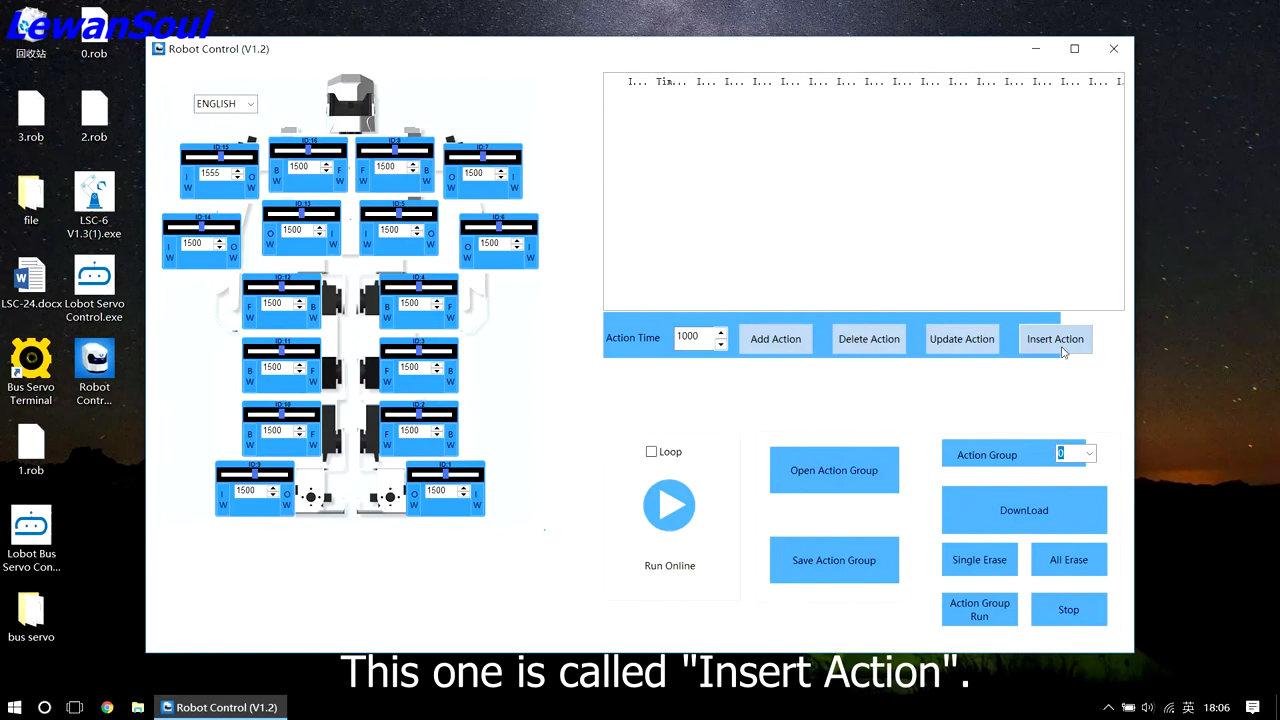 LewanSoul
回收站
0.rob
3.rob
2.rob
file
LSC-6
V1.3(1).exe
LSC-24.docx
Lobot Servo
Control.exe
Bus Servo
Terminal
Robot
Contr...
1.rob
Lobot Bus
Servo Con...
bus servo
Robot Control (V1.2)
ENGLISH
ID:15
1555
I W
O W
ID:16
1500
B W
F W
ID:8
1500
F W
B W
ID:7
1500
I W
O W
ID:14
1500
I W
O W
ID:13
1500
O W
I W
ID:5
1500
I W
O W
ID:6
1500
O W
I W
ID:12
1500
F W
B W
ID:4
1500
F W
B W
ID:11
1500
F W
B W
ID:3
1500
F W
B W
ID:10
1500
B W
F W
ID:2
1500
F W
B W
1500
I W
O W
ID:1
1500
O W
I W
I... Tim... I... I... I... I... I... I... I... I... I... I... I... I... I... I... I... I.
Action Time
1000
Add Action
Delete Action
Update Action
Insert Action
Loop
Run Online
Open Action Group
Save Action Group
Action Group
0
DownLoad
Single Erase
All Erase
Action Group
Run
Stop
This one is called "Insert Action".
Robot Control (V1.2)
英
18:06